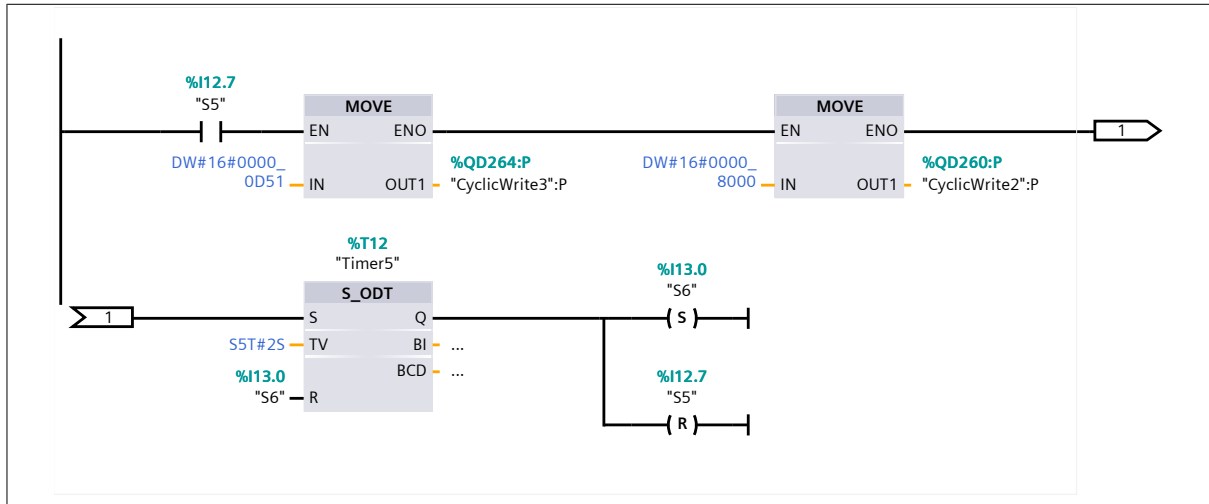 %I12.7
"S5"
MOVE
EN ENO
DW#16#0000_
0D51
IN OUT1
%QD264:P
"CyclicWrite3":P
MOVE
EN ENO
DW#16#0000_
8000
IN OUT1
%QD260:P
"CyclicWrite2":P
1
%T12
"Timer5"
S_ODT
1
S Q
S5T#2S
TV BI ...
BCD ...
%I13.0
"S6"
R
%I13.0
"S6"
S
%I12.7
"S5"
R